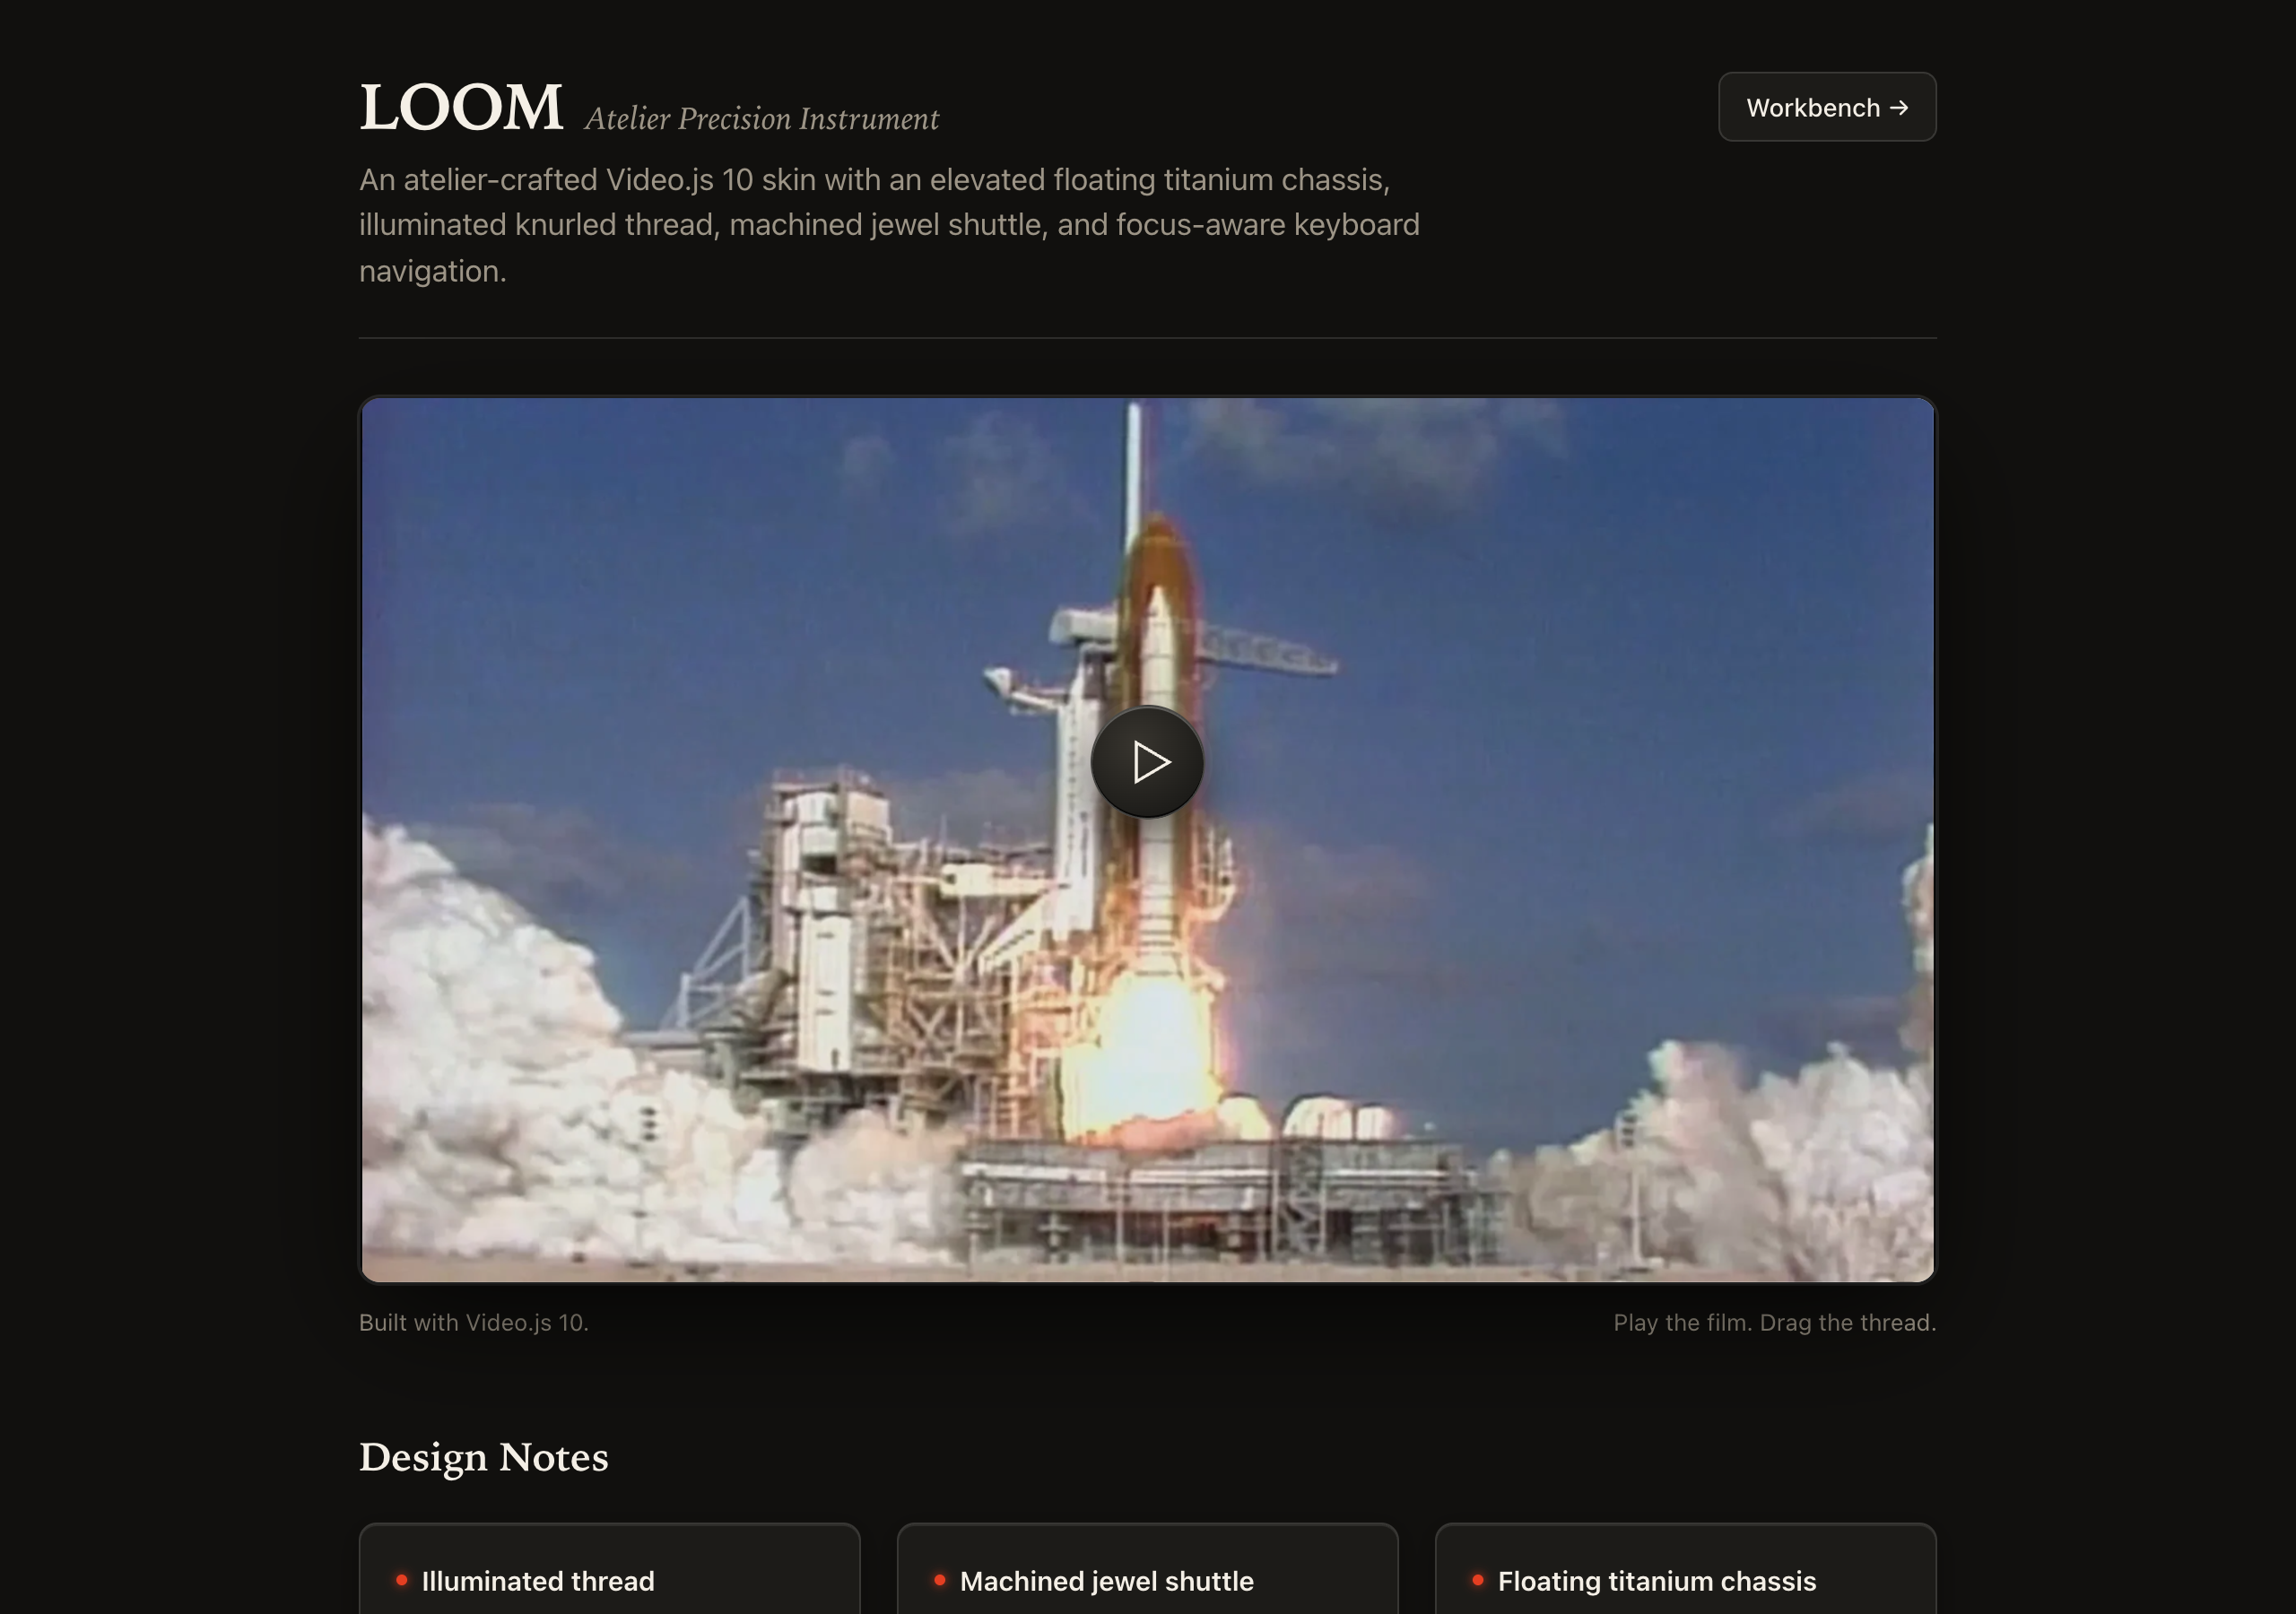 LOOM Atelier Precision Instrument
Workbench →
An atelier-crafted Video.js 10 skin with an elevated floating titanium chassis,
illuminated knurled thread, machined jewel shuttle, and focus-aware keyboard
navigation.
Built with Video.js 10.
Play the film. Drag the thread.
Design Notes
Illuminated thread
Machined jewel shuttle
Floating titanium chassis